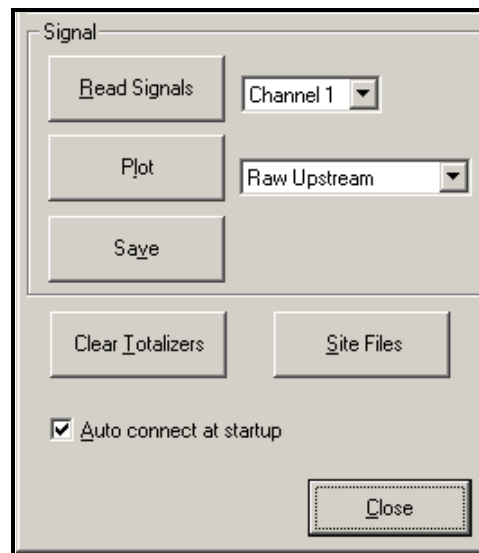 Signal
Read Signals
Channel 1
Plot
Raw Upstream
Save
Clear Totalizers
Site Files
Auto connect at startup
Close